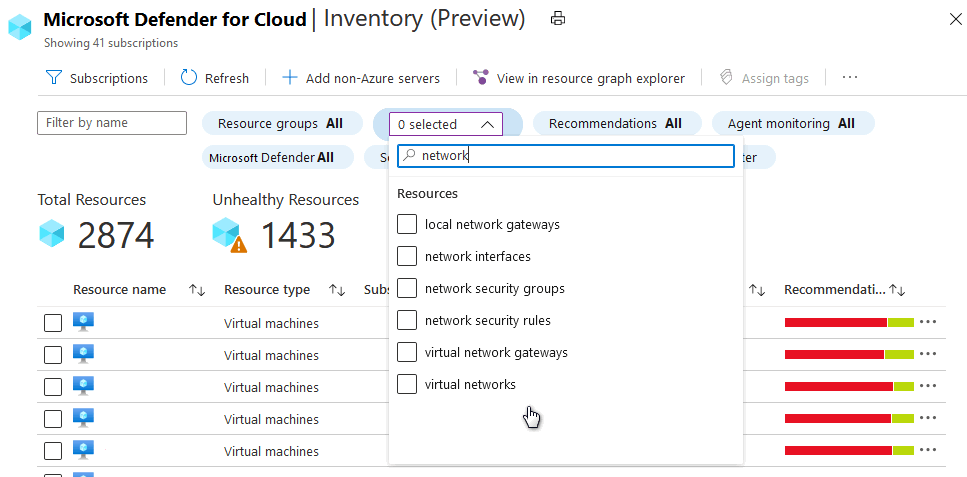 Microsoft Defender for Cloud | Inventory (Preview)
Showing 41 subscriptions
Subscriptions
Refresh
Add non-Azure servers
View in resource graph explorer
Assign tags
...
Filter by name
Resource groups All
0 selected
Recommendations All
Agent monitoring All
Microsoft Defender All
network
Total Resources
2874
Unhealthy Resources
1433
Resources
local network gateways
network interfaces
network security groups
network security rules
virtual network gateways
virtual networks
Resource name
Resource type
Recommendati...
Virtual machines
Virtual machines
Virtual machines
Virtual machines
Virtual machines